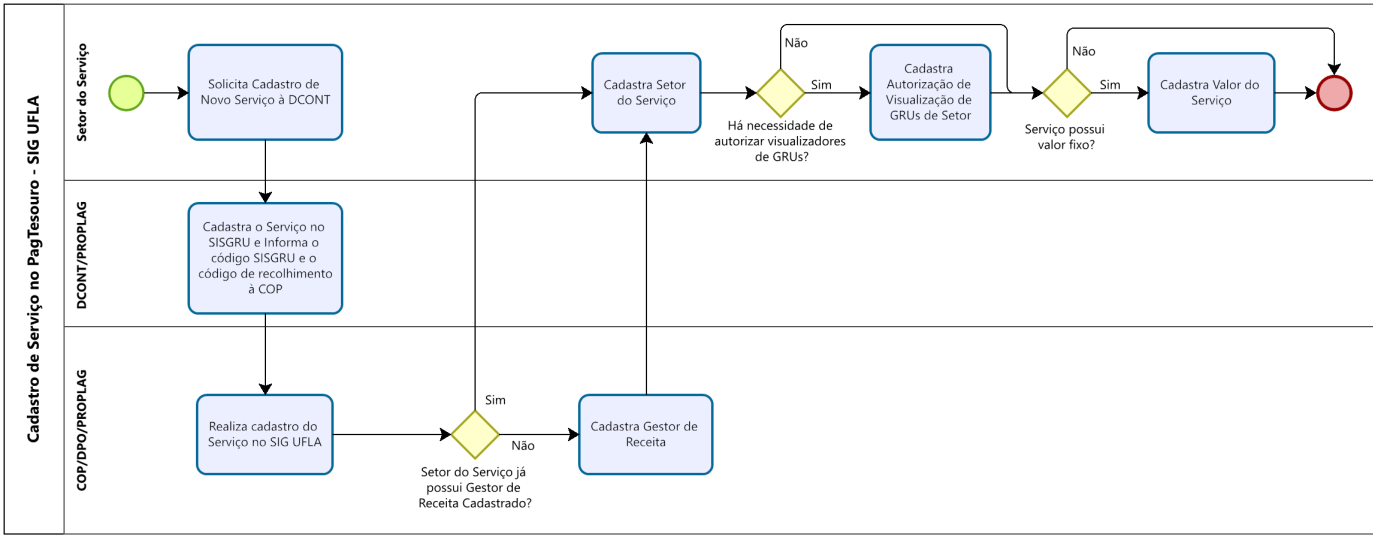 Cadastro de Serviço no PagTesouro - SIG UFLA
Setor do Serviço
Solicita Cadastro de
Novo Serviço à DCONT
Cadastra Setor
do Serviço
Não
Sim
Há necessidade de
autorizar visualizadores
de GRUs?
Cadastra
Autorização de
Visualização de
GRUs de Setor
Não
Sim
Serviço possui
valor fixo?
Cadastra Valor do
Serviço
DCONT/PROPLAG
Cadastra o Serviço no
SISGRU e Informa o
código SISGRU e o
código de recolhimento
à COP
COP/DPO/PROPLAG
Realiza cadastro do
Serviço no SIG UFLA
Sim
Não
Setor do Serviço já
possui Gestor de
Receita Cadastrado?
Cadastra Gestor de
Receita